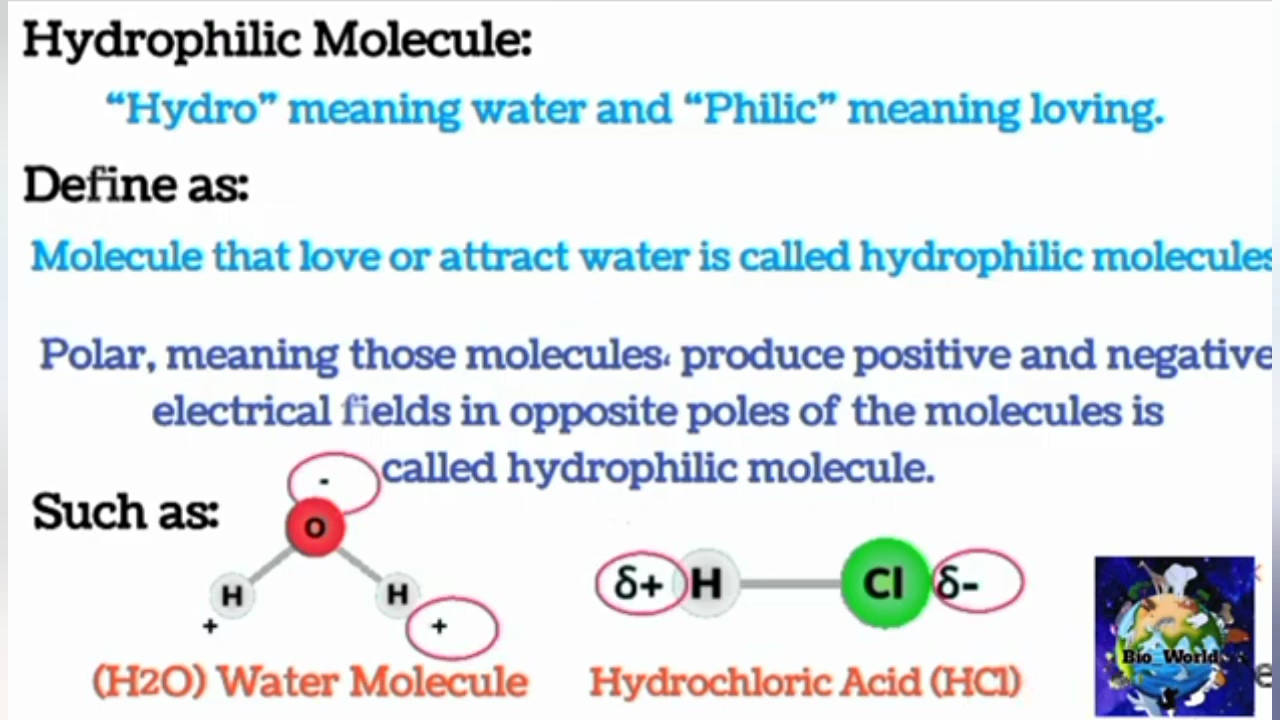 Hydrophilic Molecule:
“Hydro” meaning water and “Philic” meaning loving.
Define as:
Molecule that love or attract water is called hydrophilic molecules
Polar, meaning those molecules, produce positive and negative
electrical fields in opposite poles of the molecules is
called hydrophilic molecule.
Such as:
-
O
H H
+ +
(H2O) Water Molecule
δ+ H Cl δ-
Hydrochloric Acid (HCl)
Bio_World